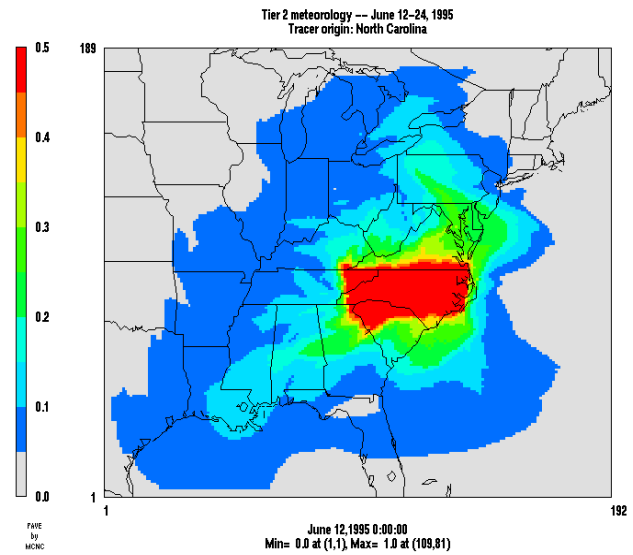 Tier 2 meteorology -- June 12-24, 1995
Tracer origin: North Carolina
0.5
0.4
0.3
0.2
0.1
0.0
189
1
1
192
PAVE
by
MCNC
June 12,1995 0:00:00
Min= 0.0 at (1,1), Max= 1.0 at (109,81)